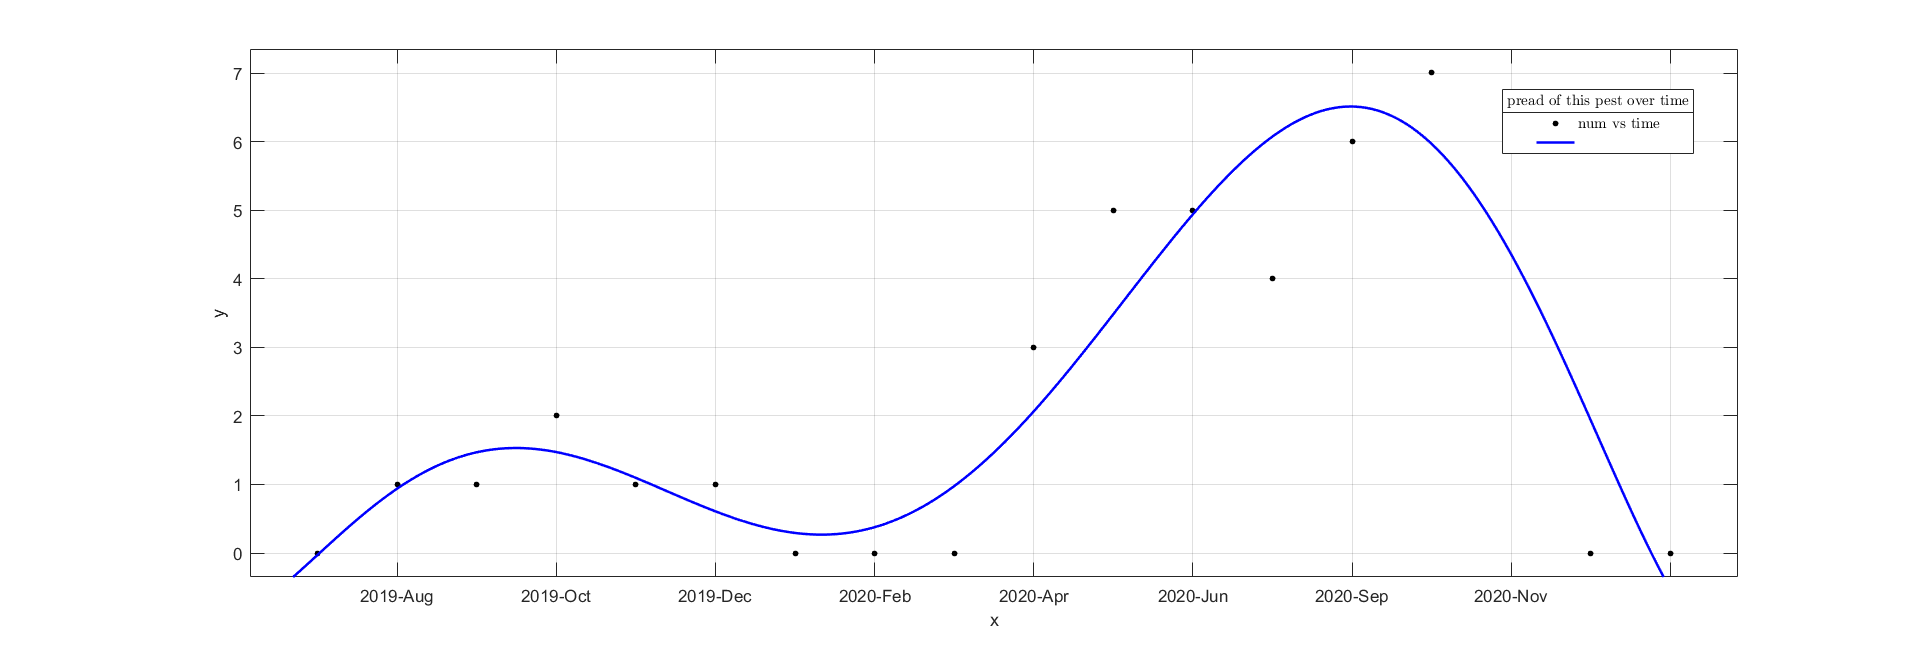 7
6
5
4
3
2
1
0
y
pread of this pest over time
num vs time
2019-Aug 2019-Oct 2019-Dec 2020-Feb 2020-Apr 2020-Jun 2020-Sep 2020-Nov
x